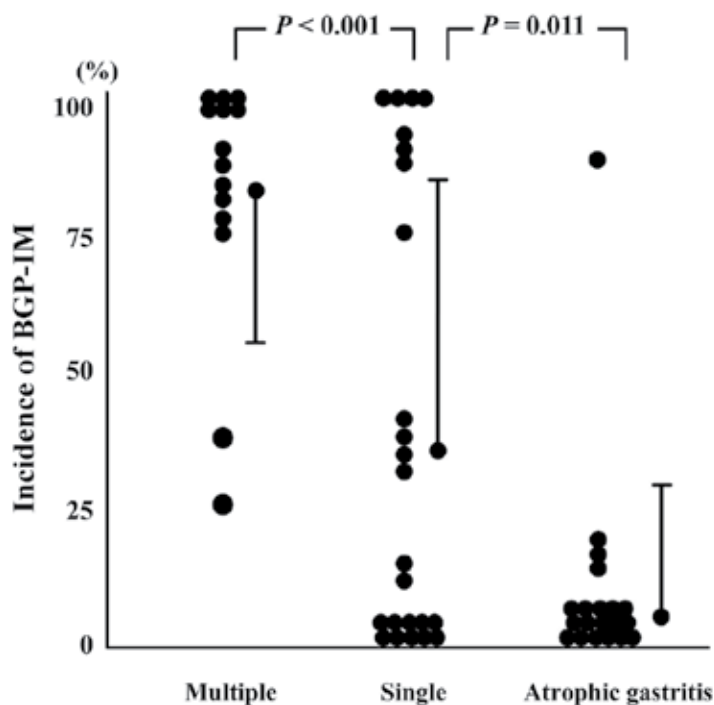 P < 0.001
P = 0.011
(%)
100
75
50
25
0
Incidence of BGP-IM
Multiple
Single
Atrophic gastritis